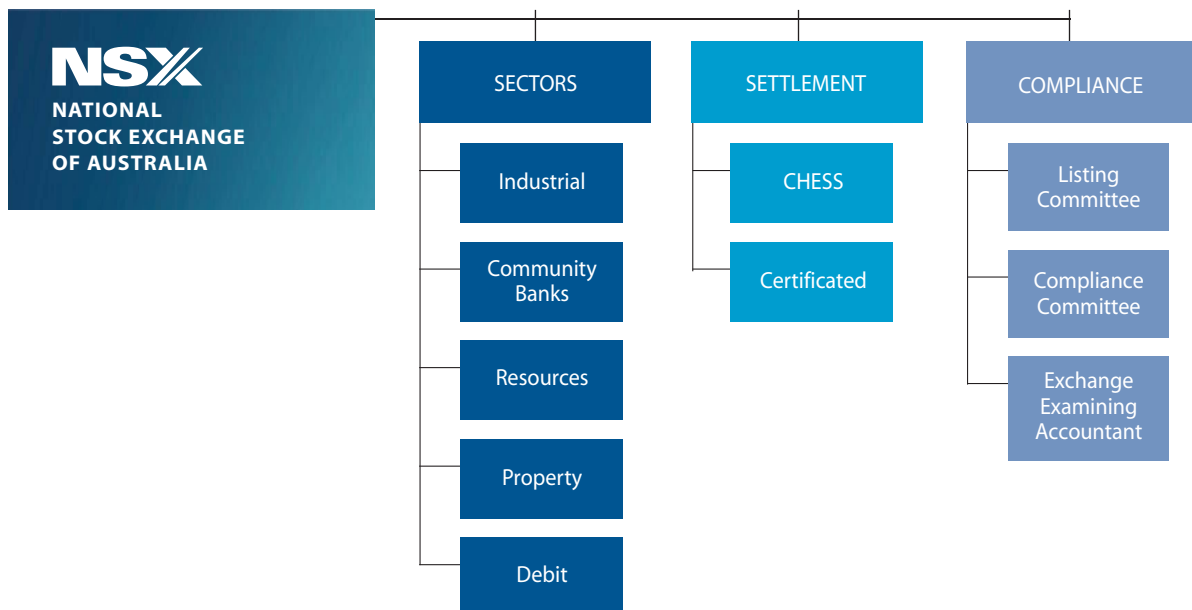 NSX
NATIONAL
STOCK EXCHANGE
OF AUSTRALIA
SECTORS
Industrial
Community
Banks
Resources
Property
Debit
SETTLEMENT
CHESS
Certificated
COMPLIANCE
Listing
Committee
Compliance
Committee
Exchange
Examining
Accountant